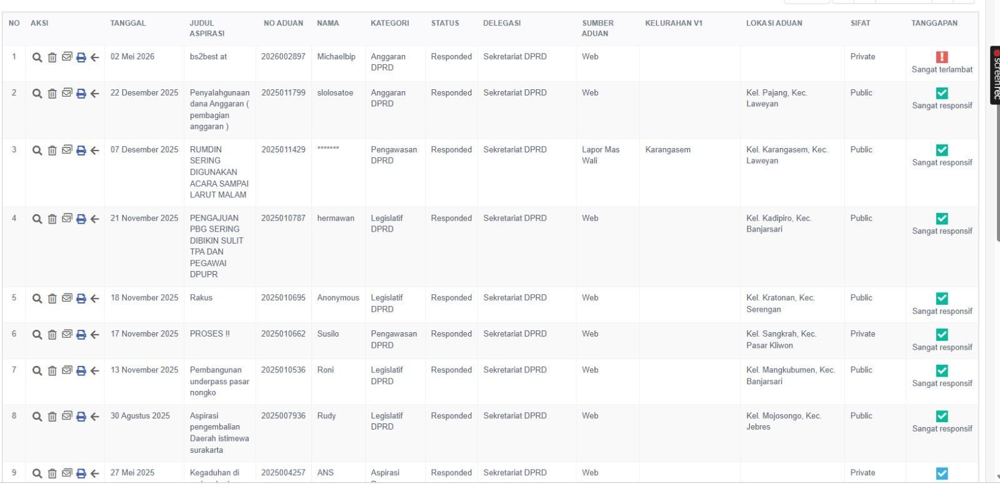 NO AKSI TANGGAL JUDUL ASPIRASI NO ADUAN NAMA KATEGORI STATUS DELEGASI SUMBER ADUAN KELURAHAN V1 LOKASI ADUAN SIFAT TANGGAPAN
1 02 Mei 2026 bs2best at 2026002897 Michaelbip Anggaran DPRD Responded Sekretariat DPRD Web Private Sangat terlambat
2 22 Desember 2025 Penyalahgunaan dana Anggaran ( pembagian anggaran ) 2025011799 slolosatoe Anggaran DPRD Responded Sekretariat DPRD Web Kel. Pajang, Kec. Laweyan Public Sangat responsif
3 07 Desember 2025 RUMDIN SERING DIGUNAKAN ACARA SAMPAI LARUT MALAM 2025011429 ******* Pengawasan DPRD Responded Sekretariat DPRD Lapor Mas Wali Karangasem Kel. Karangasem, Kec. Laweyan Public Sangat responsif
4 21 November 2025 PENGAJUAN PBG SERING DIBIKIN SULIT TPA DAN PEGAWAI DPUPR 2025010787 hermawan Legislatif DPRD Responded Sekretariat DPRD Web Kel. Kadipiro, Kec. Banjarsari Public Sangat responsif
5 18 November 2025 Rakus 2025010695 Anonymous Legislatif DPRD Responded Sekretariat DPRD Web Kel. Kratonan, Kec. Serengan Public Sangat responsif
6 17 November 2025 PROSES !! 2025010662 Susilo Pengawasan DPRD Responded Sekretariat DPRD Web Kel. Sangkrah, Kec. Pasar Kliwon Private Sangat responsif
7 13 November 2025 Pembangunan underpass pasar nongko 2025010536 Roni Legislatif DPRD Responded Sekretariat DPRD Web Kel. Mangkubumen, Kec. Banjarsari Public Sangat responsif
8 30 Agustus 2025 Aspirasi pengembalian Daerah istimewa surakarta 2025007936 Rudy Legislatif DPRD Responded Sekretariat DPRD Web Kel. Mojosongo, Kec. Jebres Public Sangat responsif
9 27 Mei 2025 Kegaduhan di 2025004257 ANS Aspirasi Responded Sekretariat DPRD Web Private
screenrec